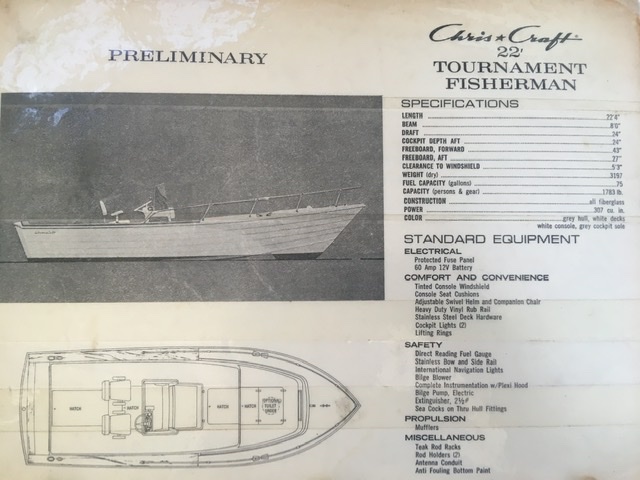 PRELIMINARY
Chris ★ Craft®
22'
TOURNAMENT
FISHERMAN
SPECIFICATIONS
LENGTH 22'4"
BEAM 8'0"
DRAFT 24"
COCKPIT DEPTH AFT 24"
FREEBOARD, FORWARD 43"
FREEBOARD, AFT 27"
CLEARANCE TO WINDSHIELD 5'3"
WEIGHT (dry) 3197
FUEL CAPACITY (gallons) 75
CAPACITY (persons & gear) 1783 lb.
CONSTRUCTION all fiberglass
POWER 307 cu. in.
COLOR grey hull, white decks
white console, grey cockpit sole
STANDARD EQUIPMENT
ELECTRICAL
Protected Fuse Panel
60 Amp 12V Battery
COMFORT AND CONVENIENCE
Tinted Console Windshield
Console Seat Cushions
Adjustable Swivel Helm and Companion Chair
Heavy Duty Vinyl Rub Rail
Stainless Steel Deck Hardware
Cockpit Lights (2)
Lifting Rings
SAFETY
Direct Reading Fuel Gauge
Stainless Bow and Side Rail
International Navigation Lights
Bilge Blower
Complete Instrumentation w/Plexi Hood
Bilge Pump, Electric
Extinguisher, 2½#
Sea Cocks on Thru Hull Fittings
PROPULSION
Mufflers
MISCELLANEOUS
Teak Rod Racks
Rod Holders (2)
Antenna Conduit
Anti Fouling Bottom Paint
HATCH
HATCH
HATCH
(OPTIONAL)
TOILET
UNDER